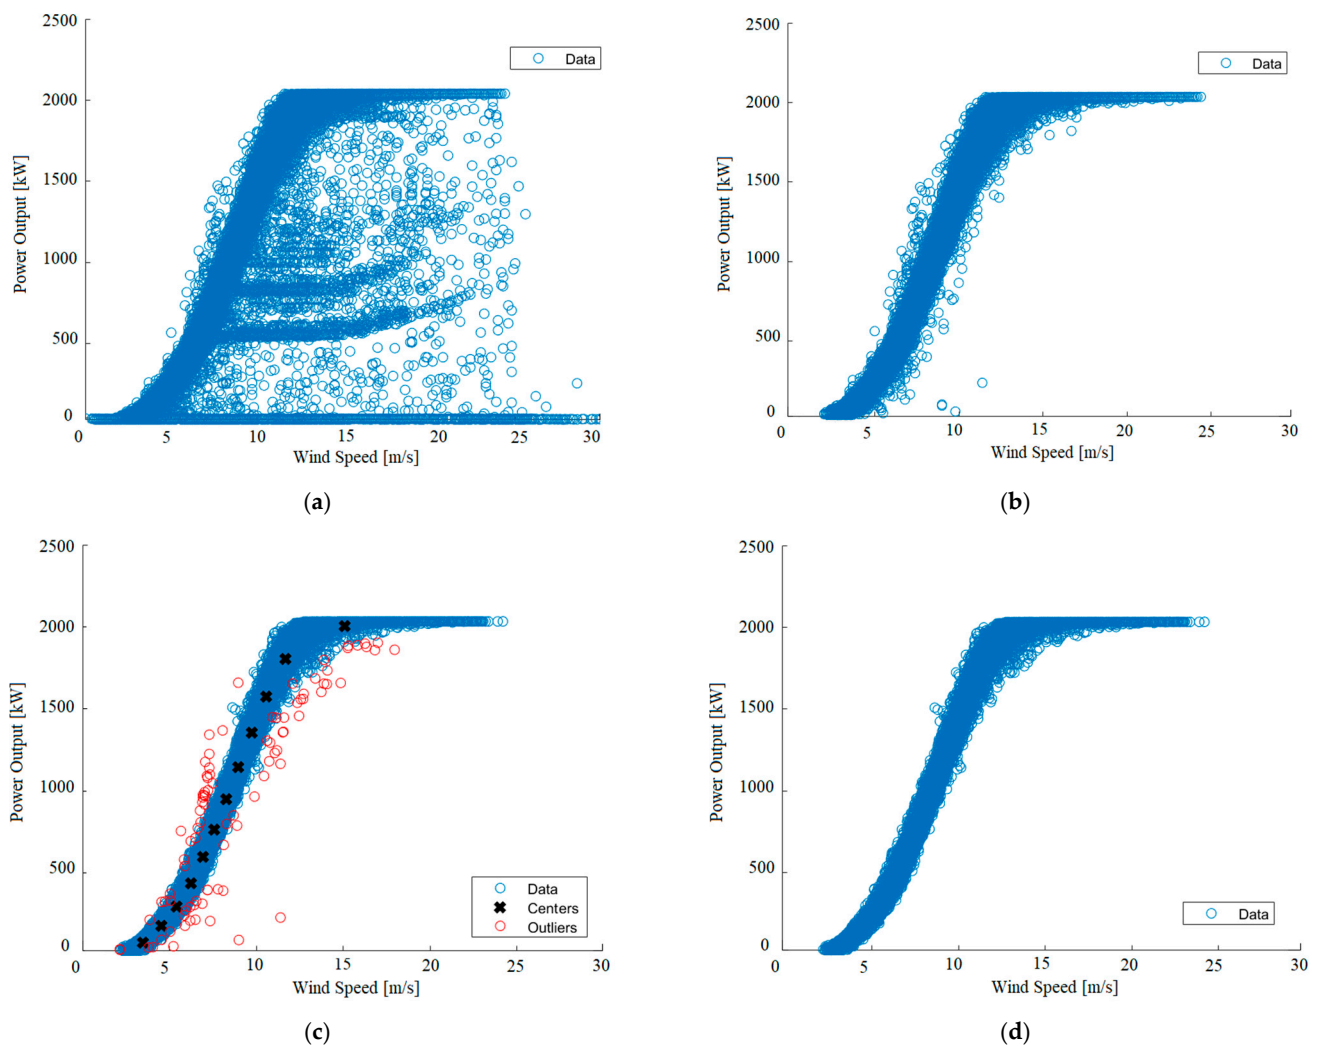 2500
2000
1500
1000
500
0
Power Output [kW]
Data
0 5 10 15 20 25 30
Wind Speed [m/s]
(a)
2500
2000
1500
1000
500
0
Power Output [kW]
Data
0 5 10 15 20 25 30
Wind Speed [m/s]
(b)
2500
2000
1500
1000
500
0
Power Output [kW]
Data
Centers
Outliers
0 5 10 15 20 25 30
Wind Speed [m/s]
(c)
2500
2000
1500
1000
500
0
Power Output [kW]
Data
0 5 10 15 20 25 30
Wind Speed [m/s]
(d)